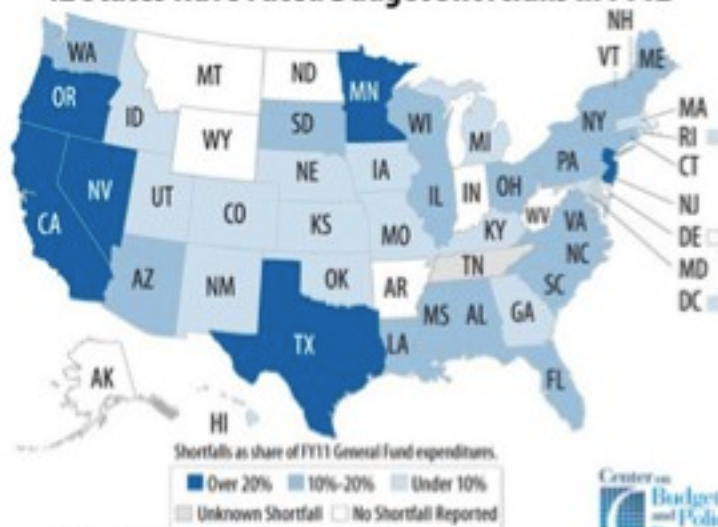 NH
WA
VT
ME
MT
ND
OR
MN
MA
ID
SD
WI
NY
RI
WY
MI
CT
PA
NE
IA
NV
NJ
UT
IL
IN
OH
CA
CO
DE
WV
VA
KS
MO
KY
MD
NC
AZ
OK
TN
NM
SC
DC
AR
MS
AL
GA
TX
LA
AK
FL
HI
Shortfalls as share of FY11 General Fund expenditures.
Over 20% 10%-20% Under 10%
Unknown Shortfall No Shortfall Reported
Center on
Budget
and Poli